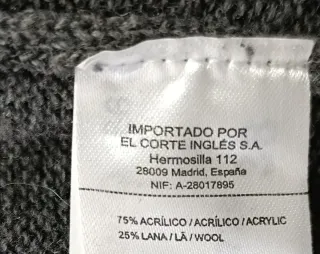 IMPORTADO POR
EL CORTE INGLÉS S.A.
Hermosilla 112
28009 Madrid, España
NIF: A-28017895
75% ACRÍLICO / ACRÍLICO / ACRYLIC
25% LANA / LÃ / WOOL